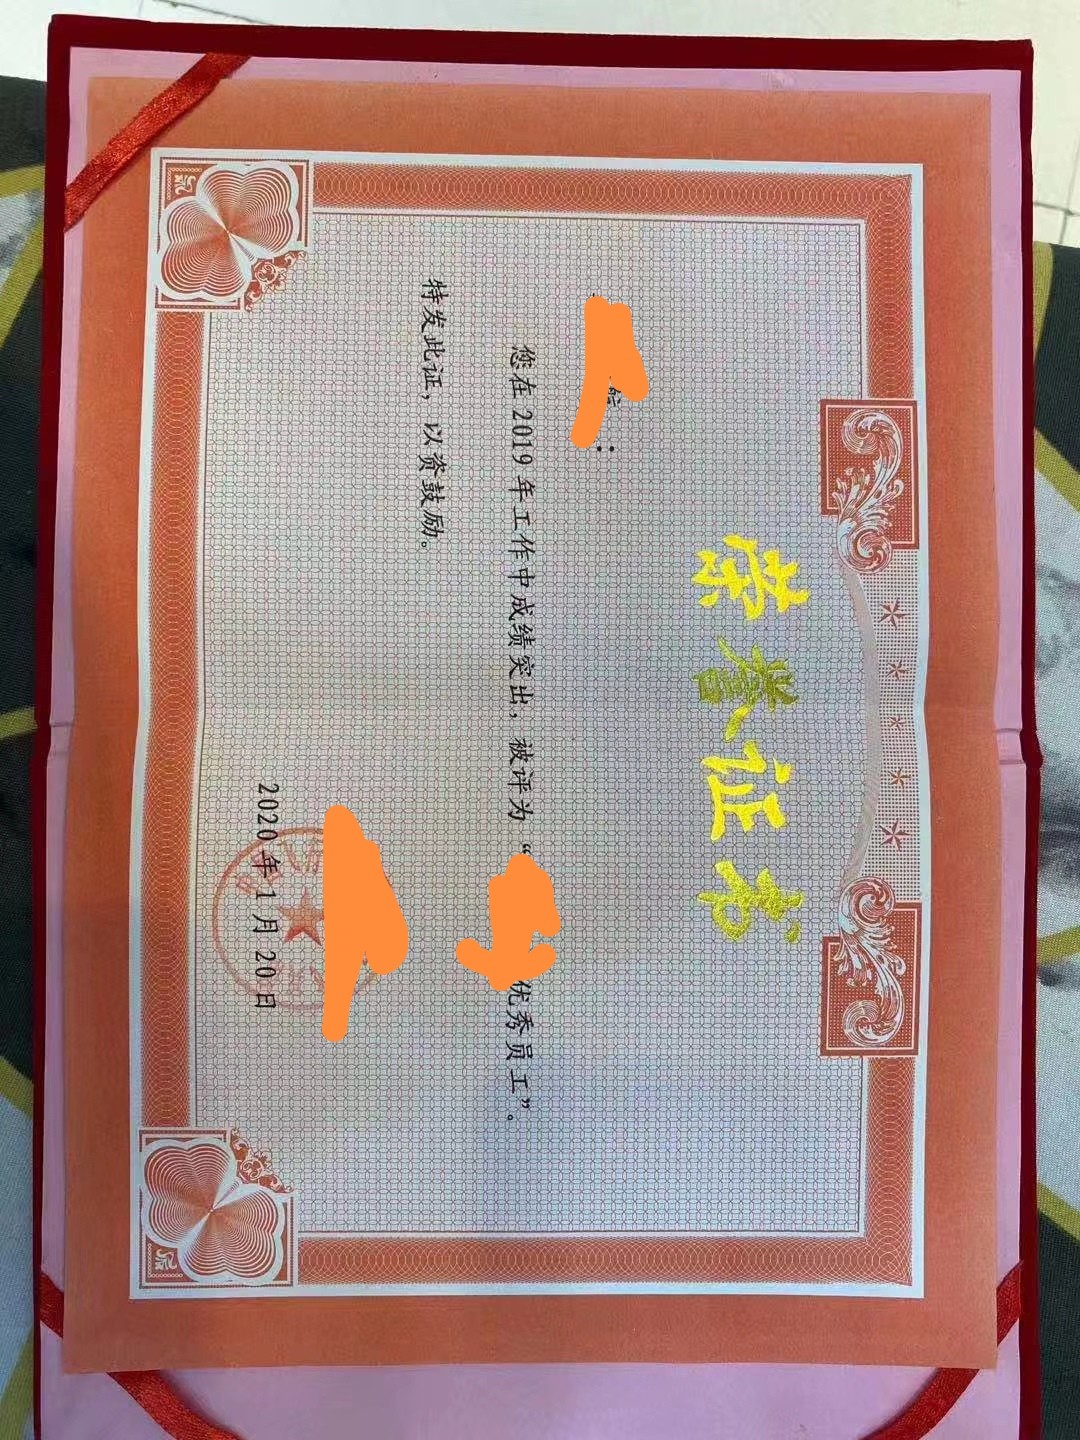 荣誉证书
：
您在2019年工作中成绩突出，被评为“ 优秀员工”。
特发此证，以资鼓励。
2020年1月20日